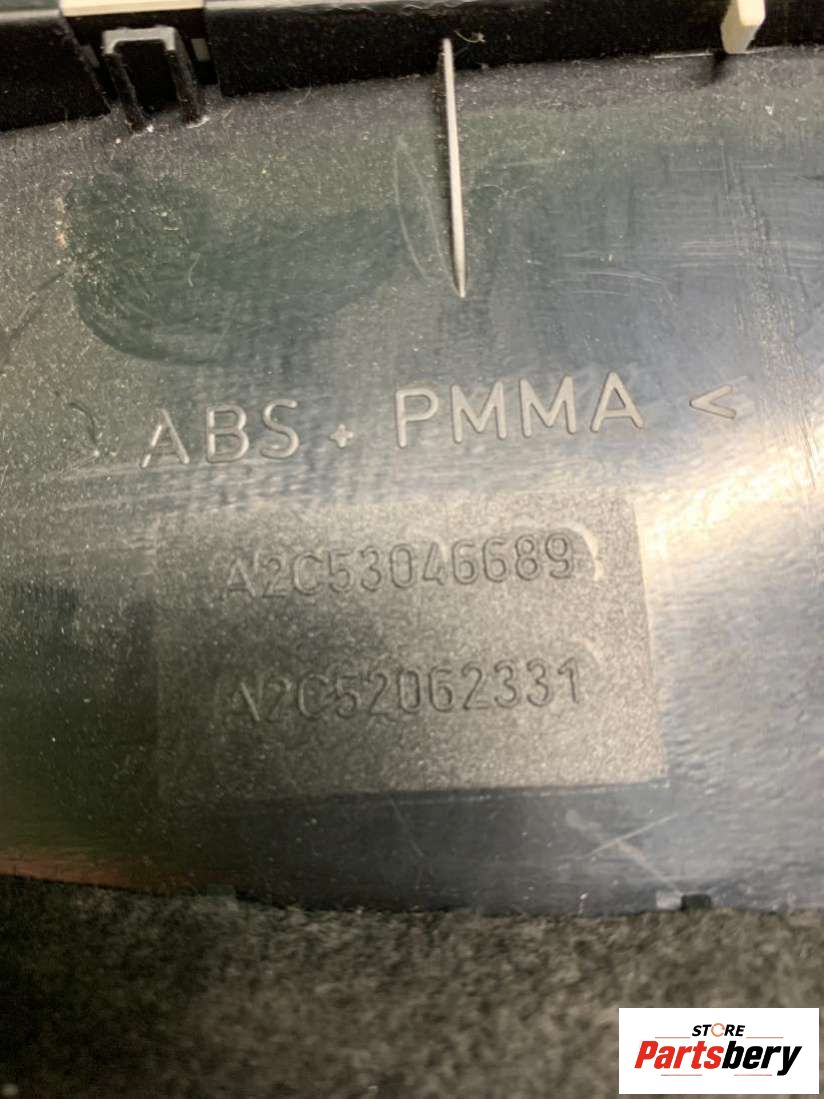 > ABS + PMMA <
A2C53046689
A2C52062331
STORE
Partsbery